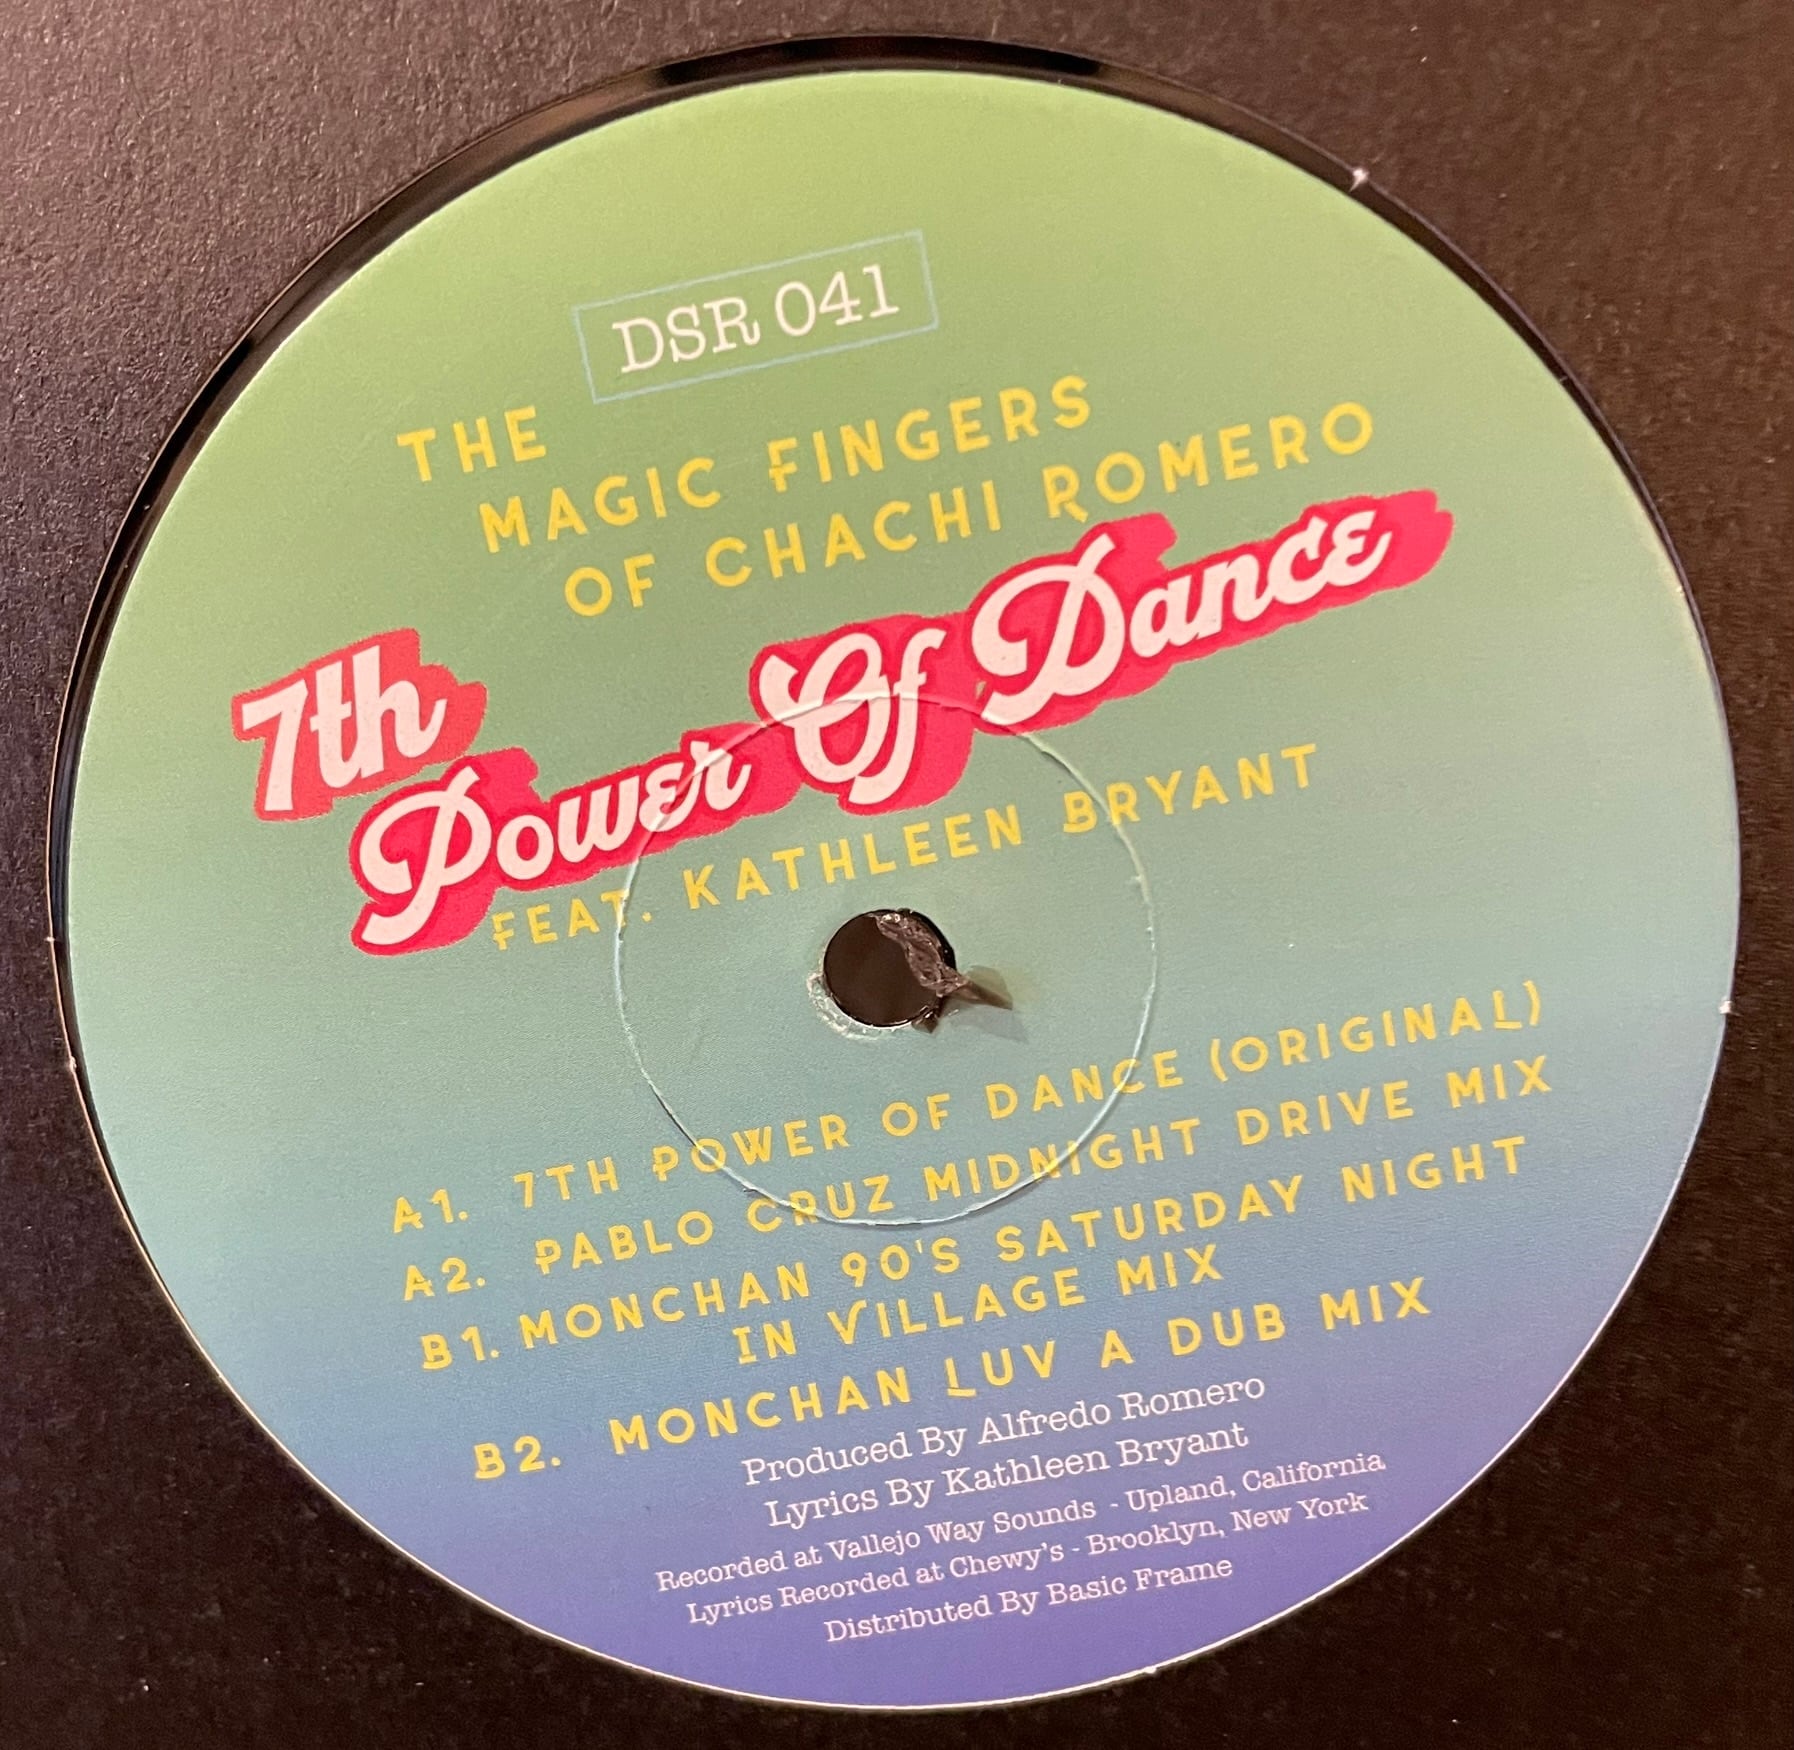 DSR 041
THE
MAGIC FINGERS
OF CHACHI ROMERO
7th
Power Of Dance
FEAT. KATHLEEN BRYANT
A1. 7TH POWER OF DANCE (ORIGINAL)
A2. PABLO CRUZ MIDNIGHT DRIVE MIX
B1. MONCHAN 90'S SATURDAY NIGHT
IN VILLAGE MIX
B2. MONCHAN LUV A DUB MIX
Produced By Alfredo Romero
Lyrics By Kathleen Bryant
Recorded at Vallejo Way Sounds - Upland, California
Lyrics Recorded at Chewy's - Brooklyn, New York
Distributed By Basic Frame